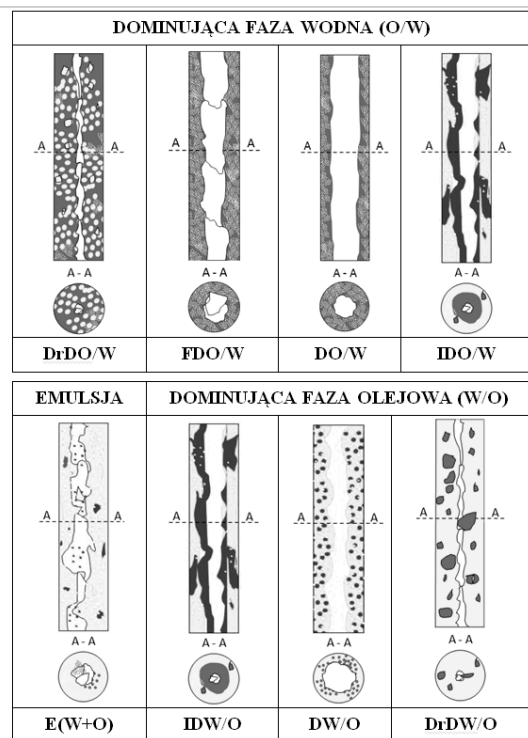 DOMINUJĄCA FAZA WODNA (O/W)
A A A A A A A A
A - A A - A A - A A - A
DrDO/W FDO/W DO/W IDO/W
EMULSJA DOMINUJĄCA FAZA OLEJOWA (W/O)
A A A A A A A A
A - A A - A A - A A - A
E(W+O) IDW/O DW/O DrDW/O